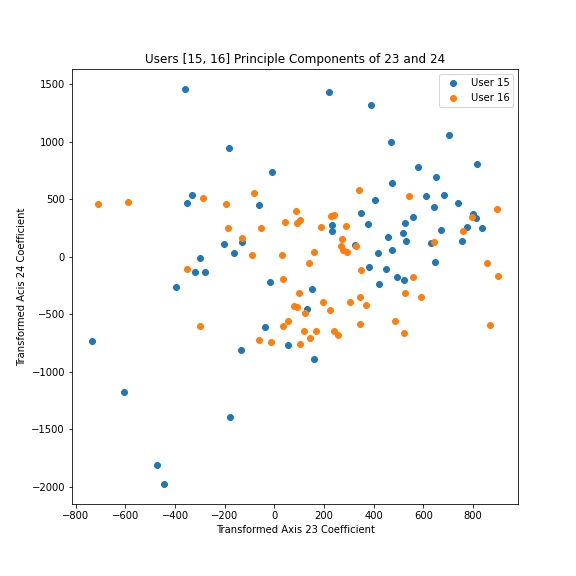 Users [15, 16] Principle Components of 23 and 24
User 15
User 16
Transformed Acis 24 Coefficient
1500
1000
500
0
−500
−1000
−1500
−2000
−800 −600 −400 −200 0 200 400 600 800
Transformed Axis 23 Coefficient